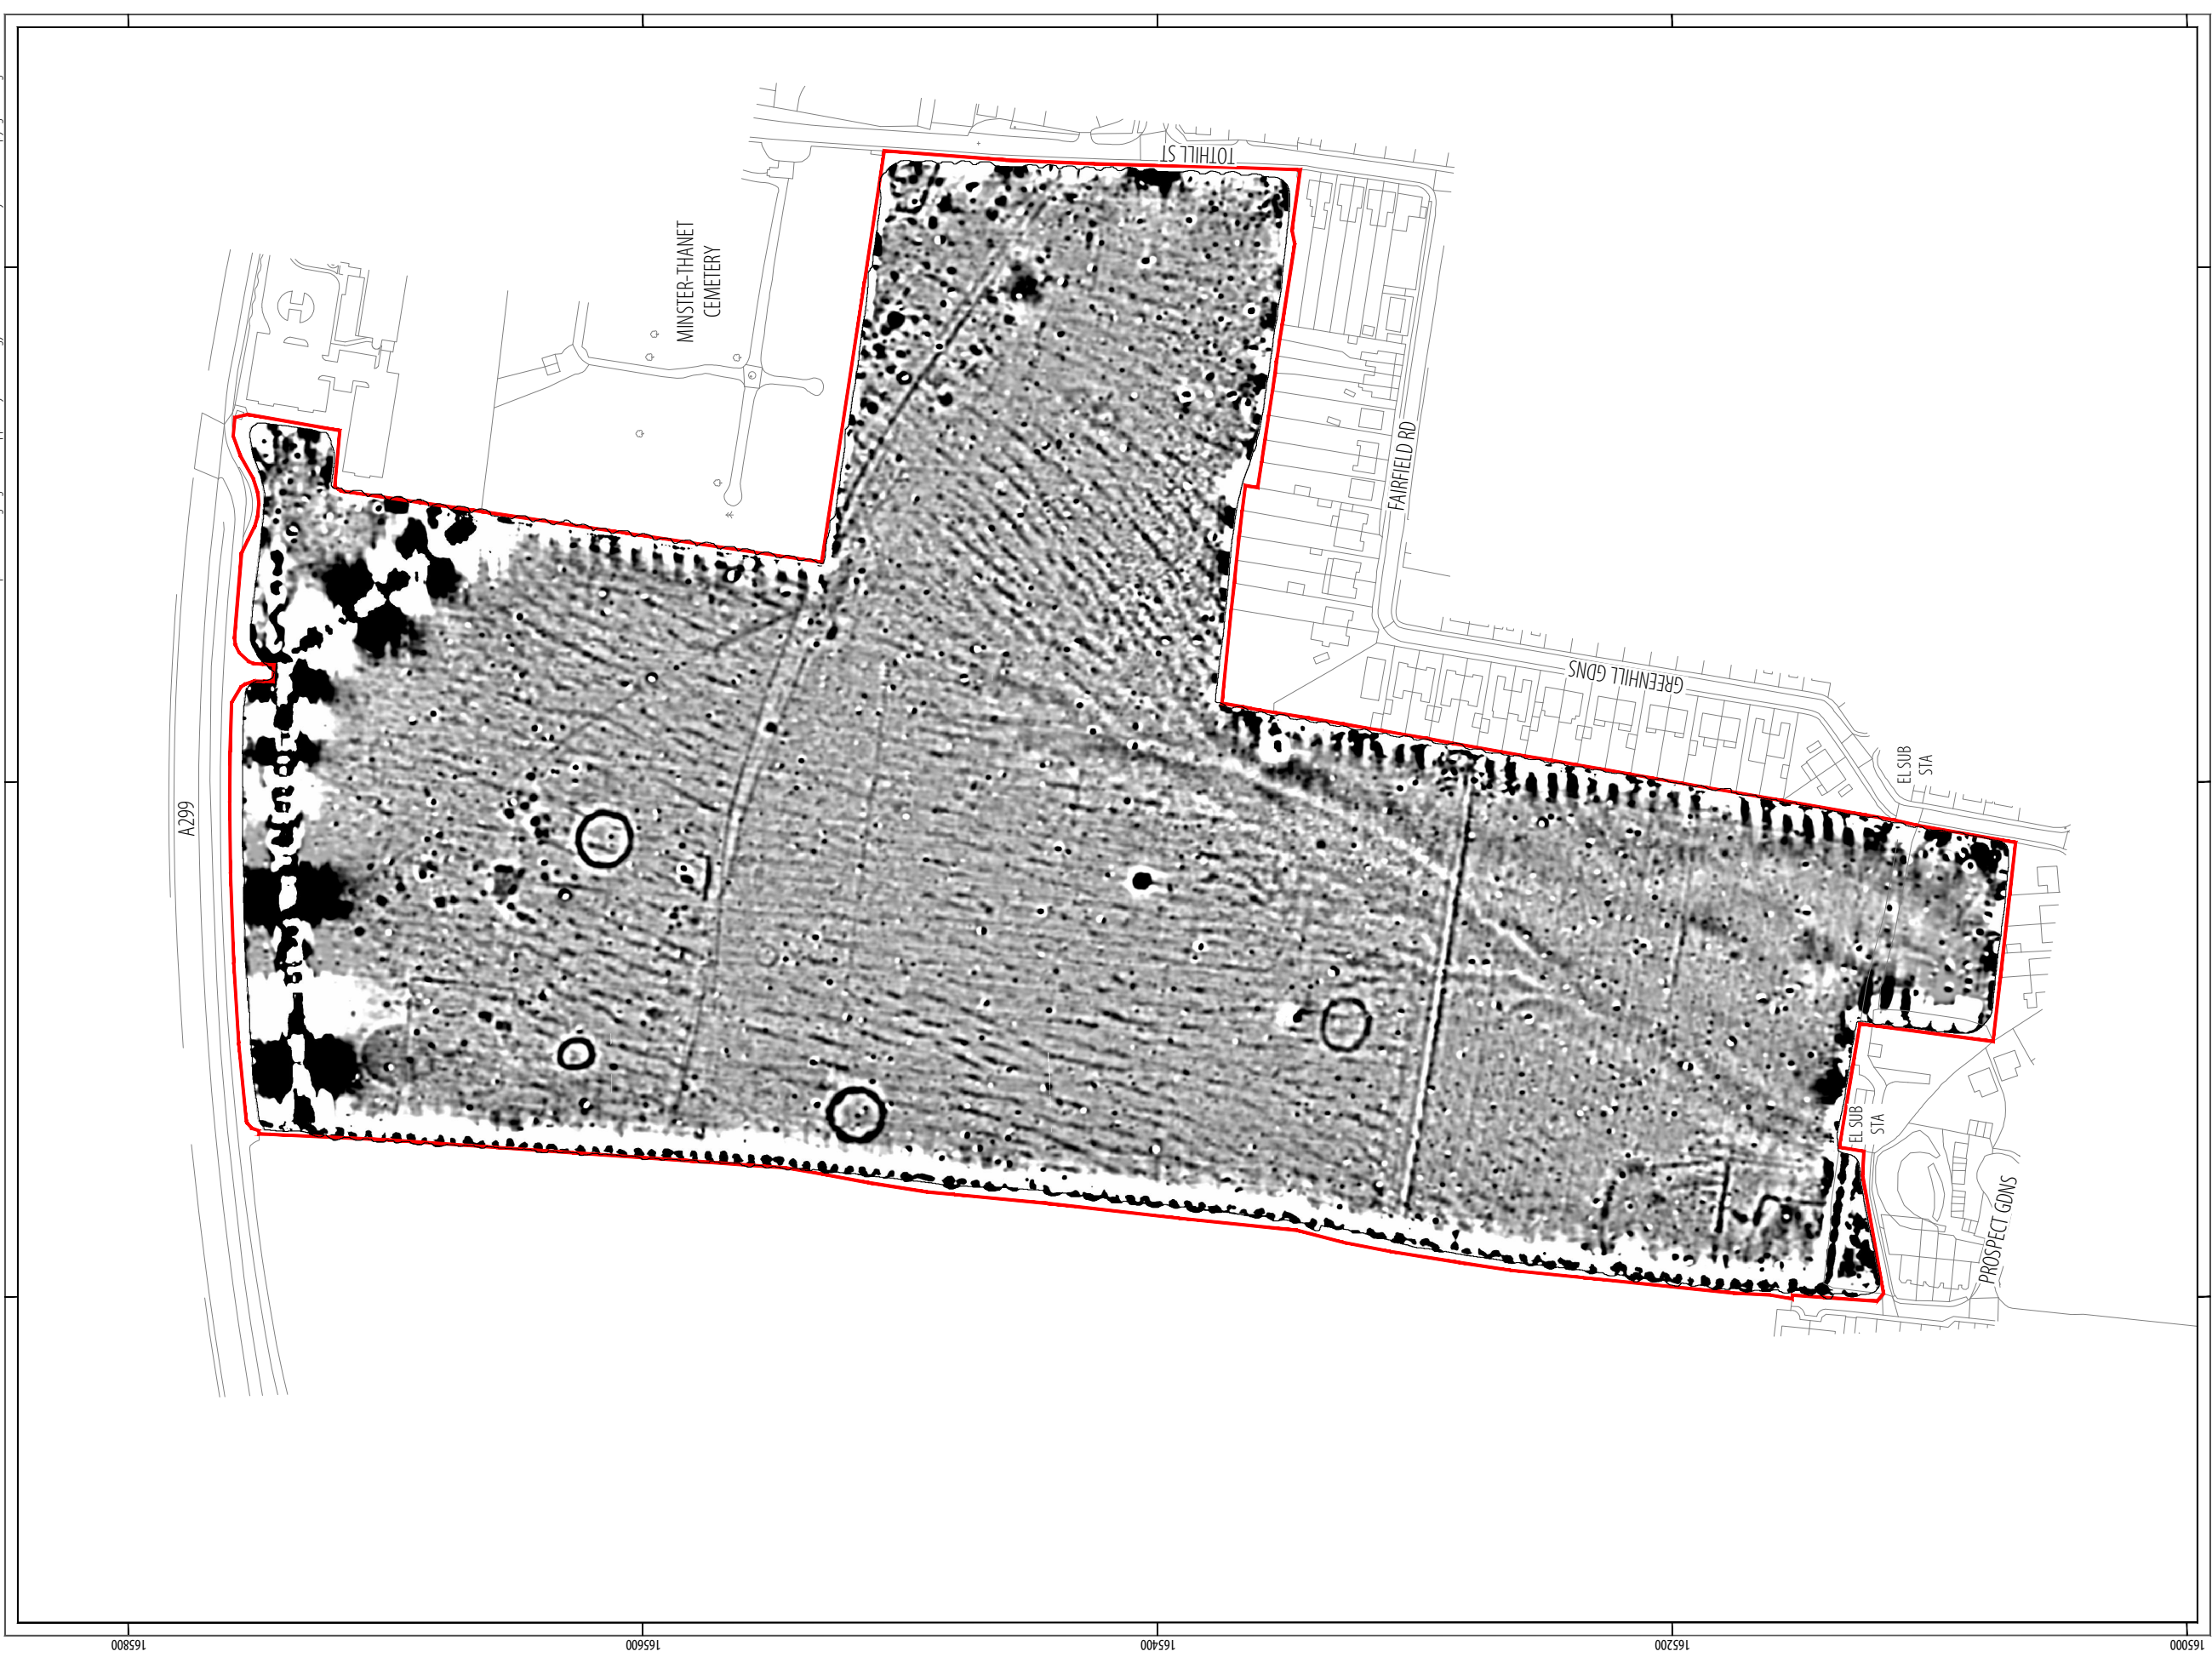 TOTHILL ST
MINSTER-THANET
CEMETERY
FAIRFIELD RD
GREENHILL GDNS
A299
EL SUB
STA
EL SUB
STA
PROSPECT GDNS
165800
165600
165400
165200
165000